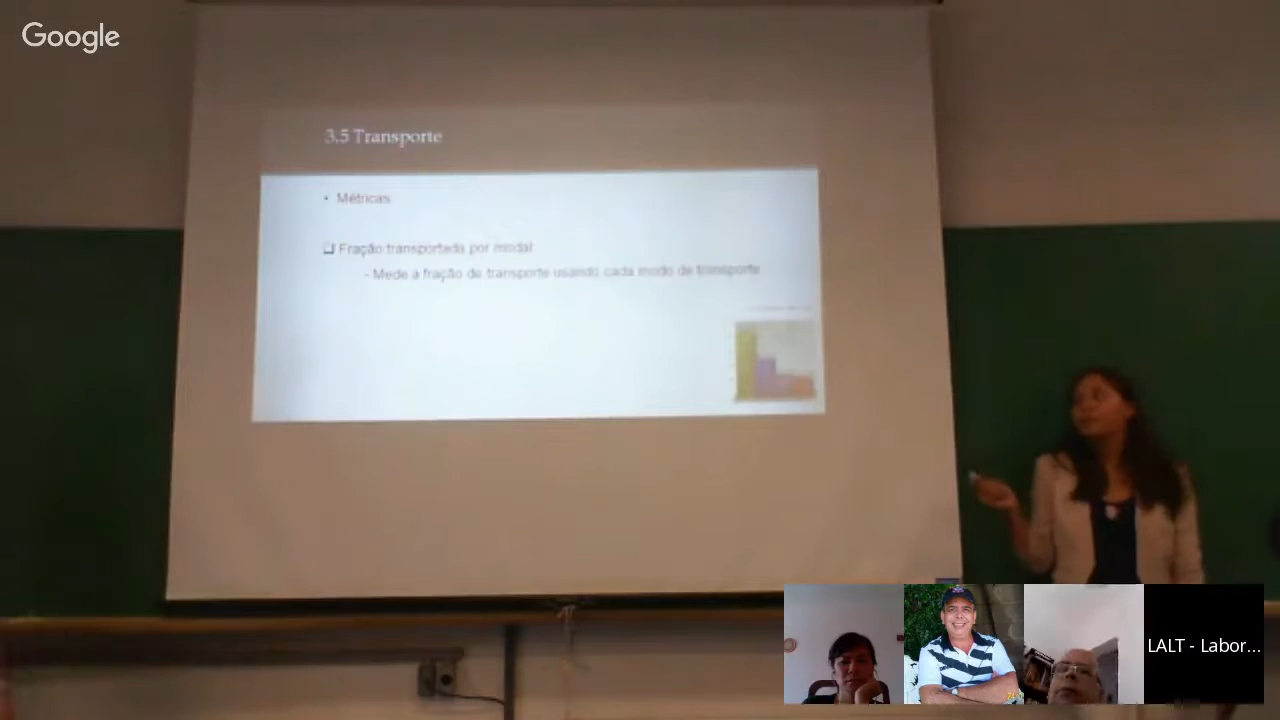 Google
3.5 Transporte
• Métricas
❑ Fração transportada por modal
- Mede a fração de transporte usando cada modo de transporte
LALT - Labor...